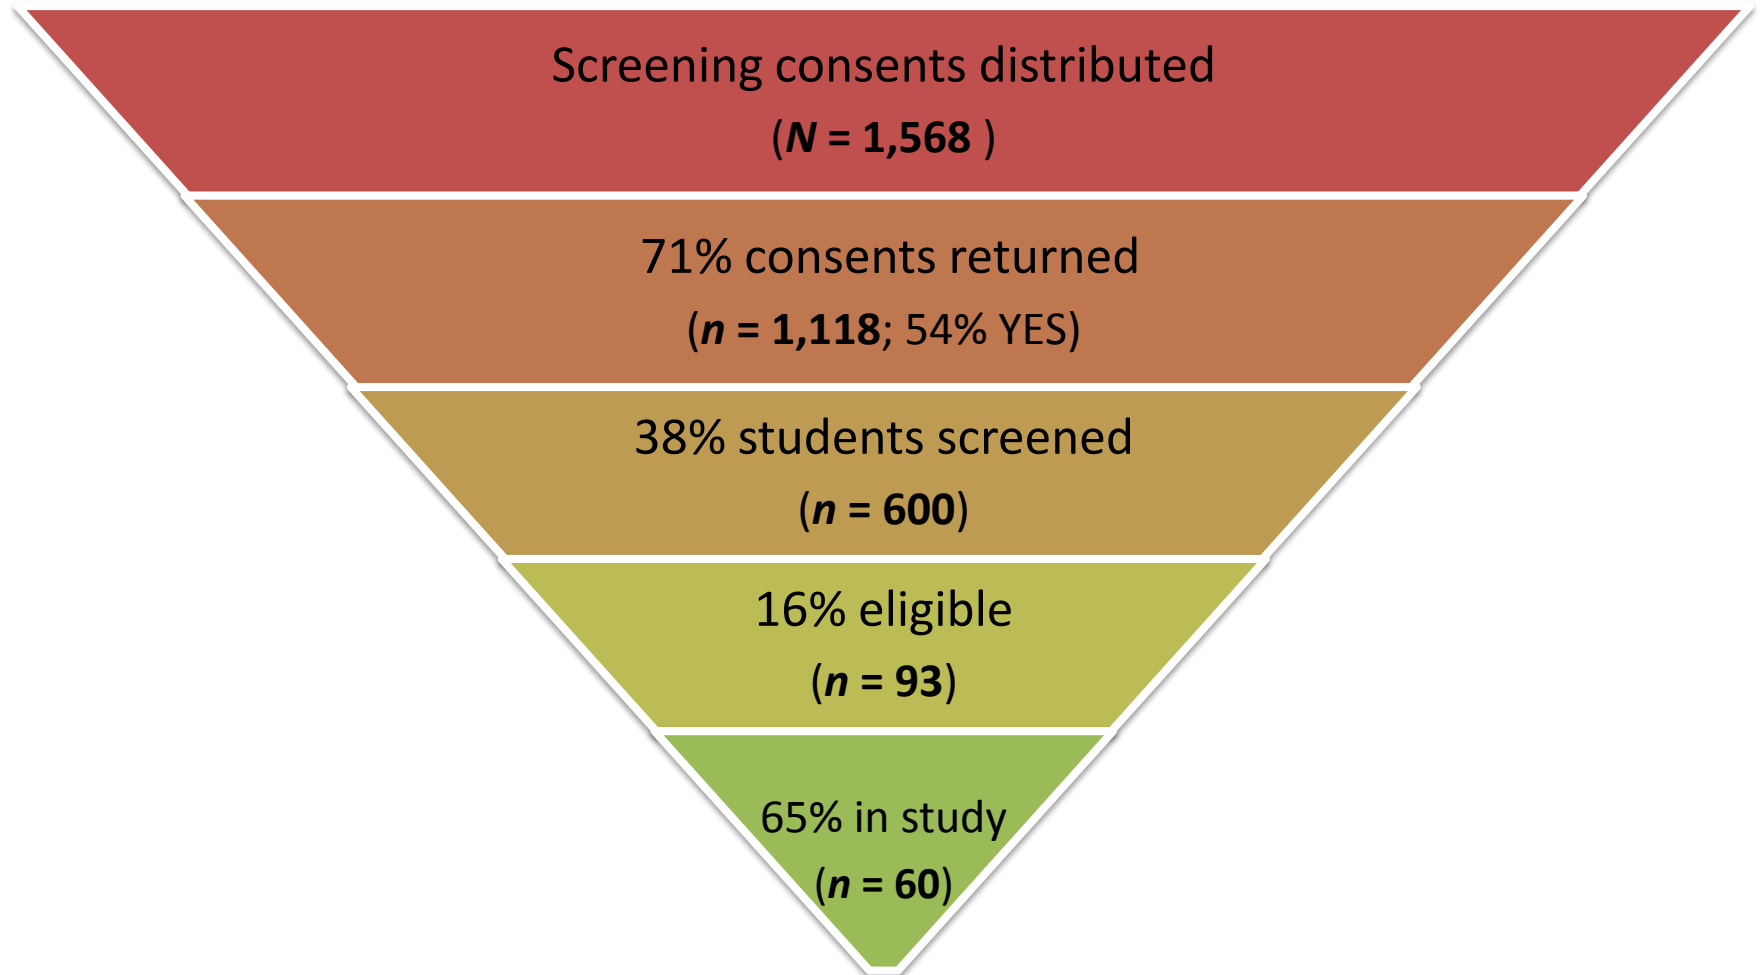 Screening consents distributed
(N = 1,568 )
71% consents returned
(n = 1,118; 54% YES)
38% students screened
(n = 600)
16% eligible
(n = 93)
65% in study
(n = 60)